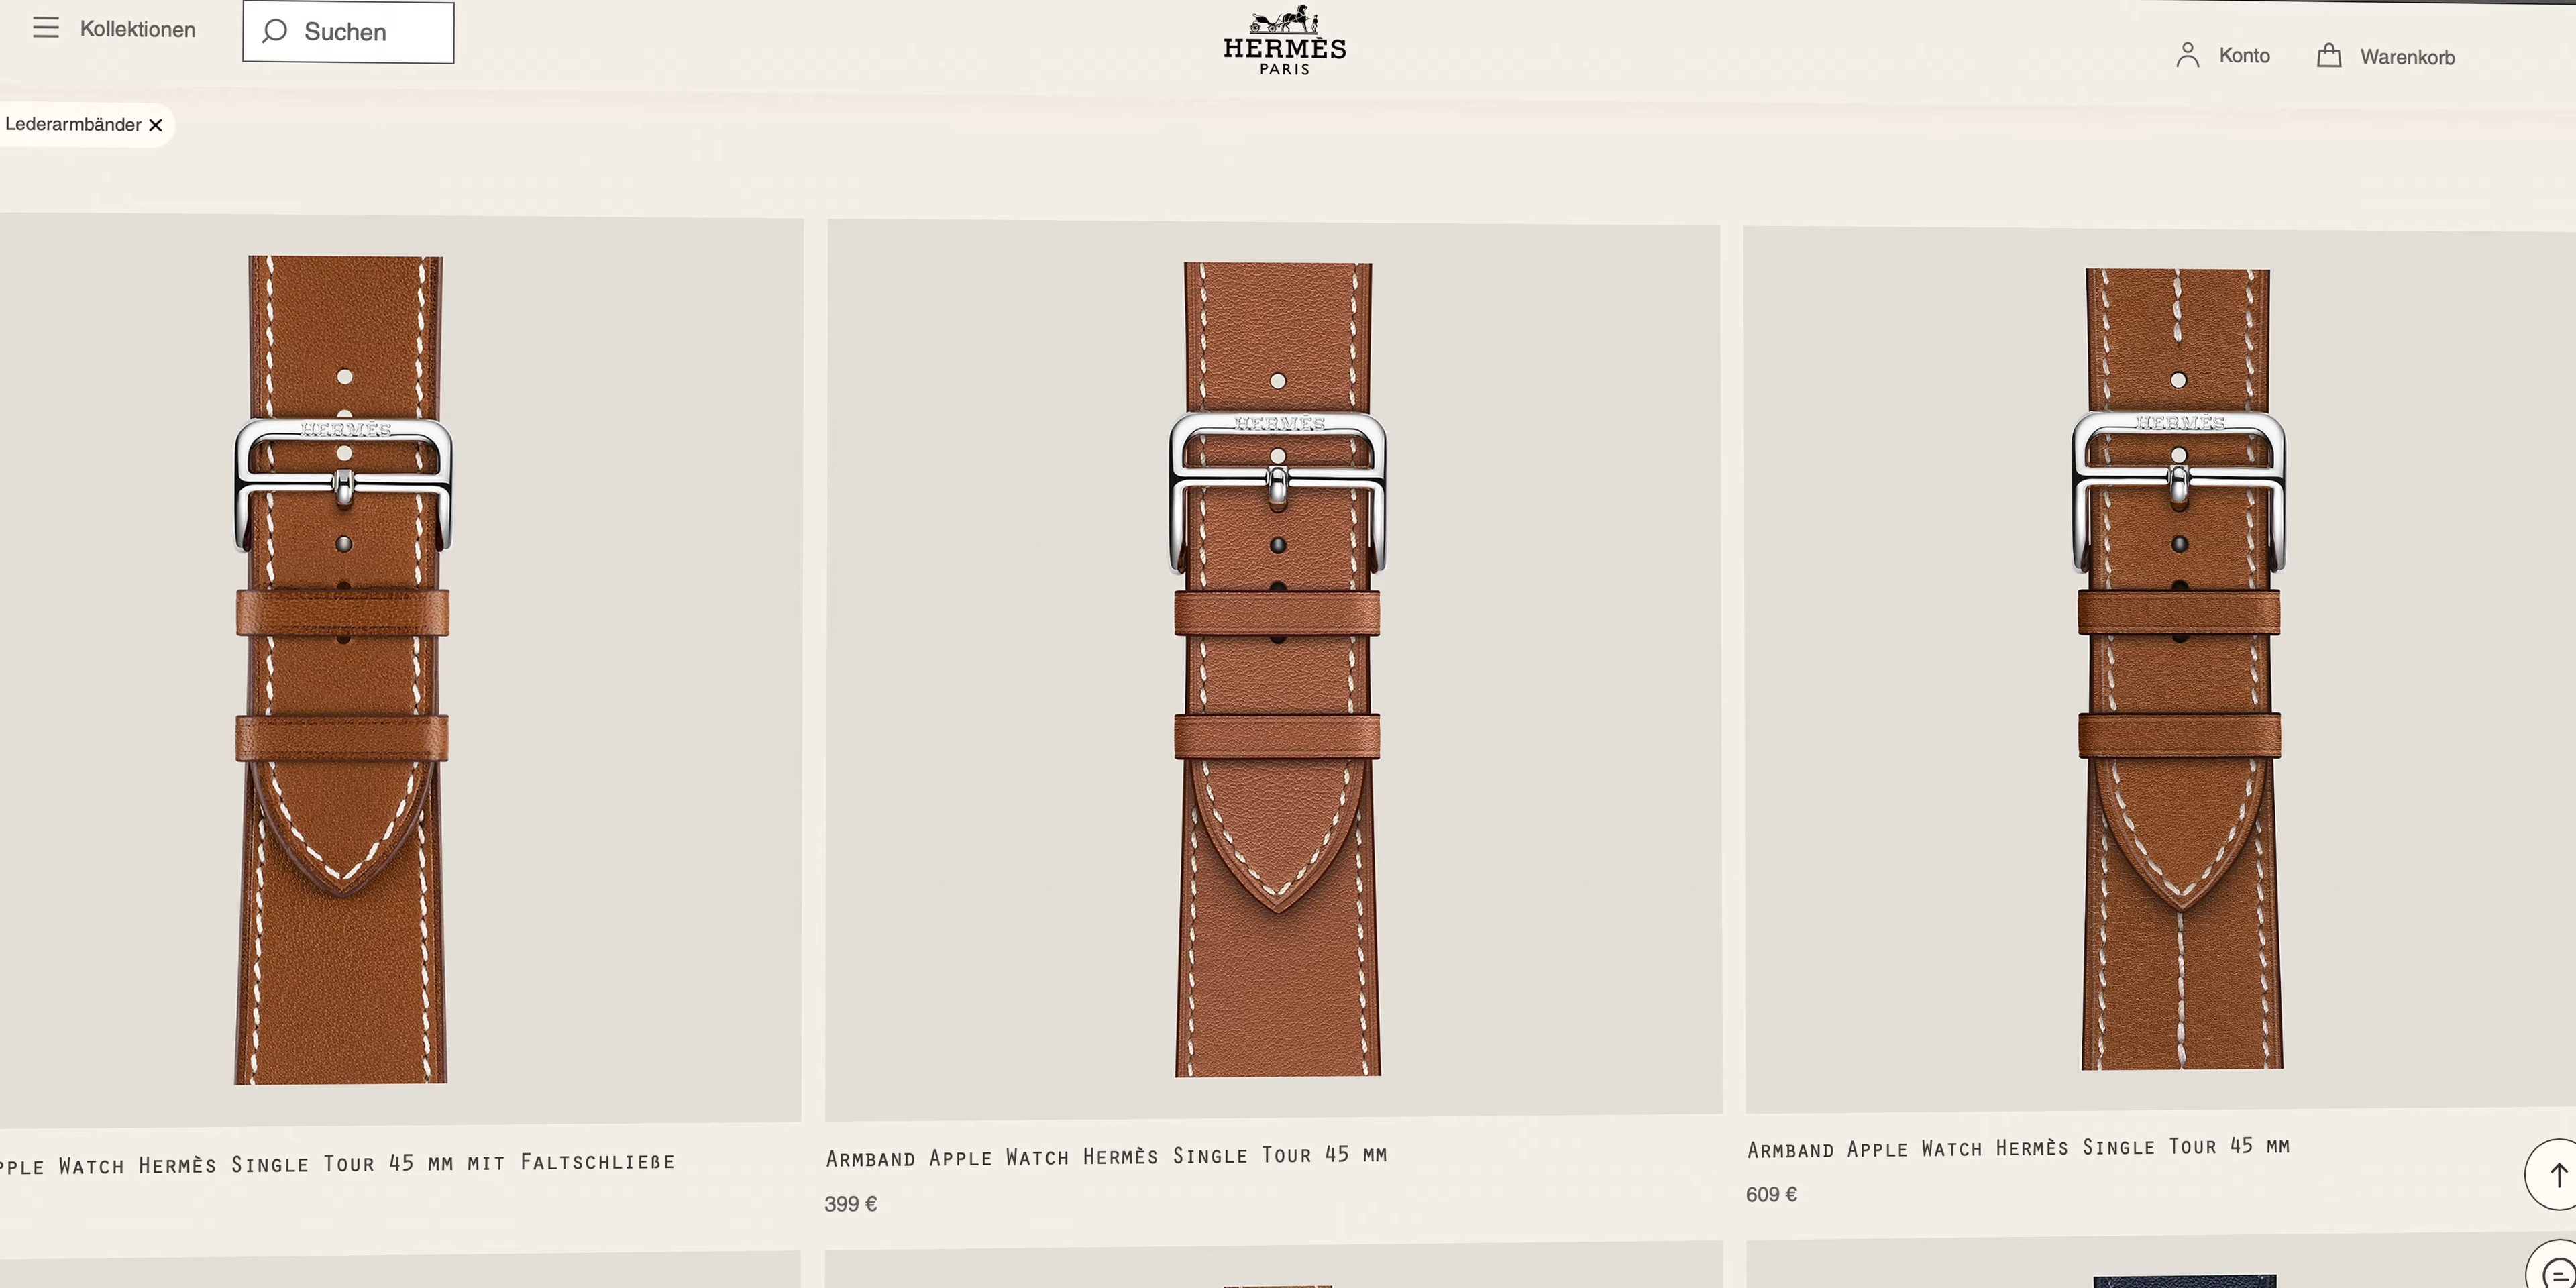 Kollektionen
Suchen
HERMÈS
PARIS
Konto
Warenkorb
Lederarmbänder
HERMÈS
HERMÈS
HERMÈS
WATCH HERMÈS SINGLE TOUR 45 MM MIT FALTSCHLIEẞE
ARMBAND APPLE WATCH HERMÈS SINGLE TOUR 45 MM
399 €
ARMBAND APPLE WATCH HERMÈS SINGLE TOUR 45 MM
609 €